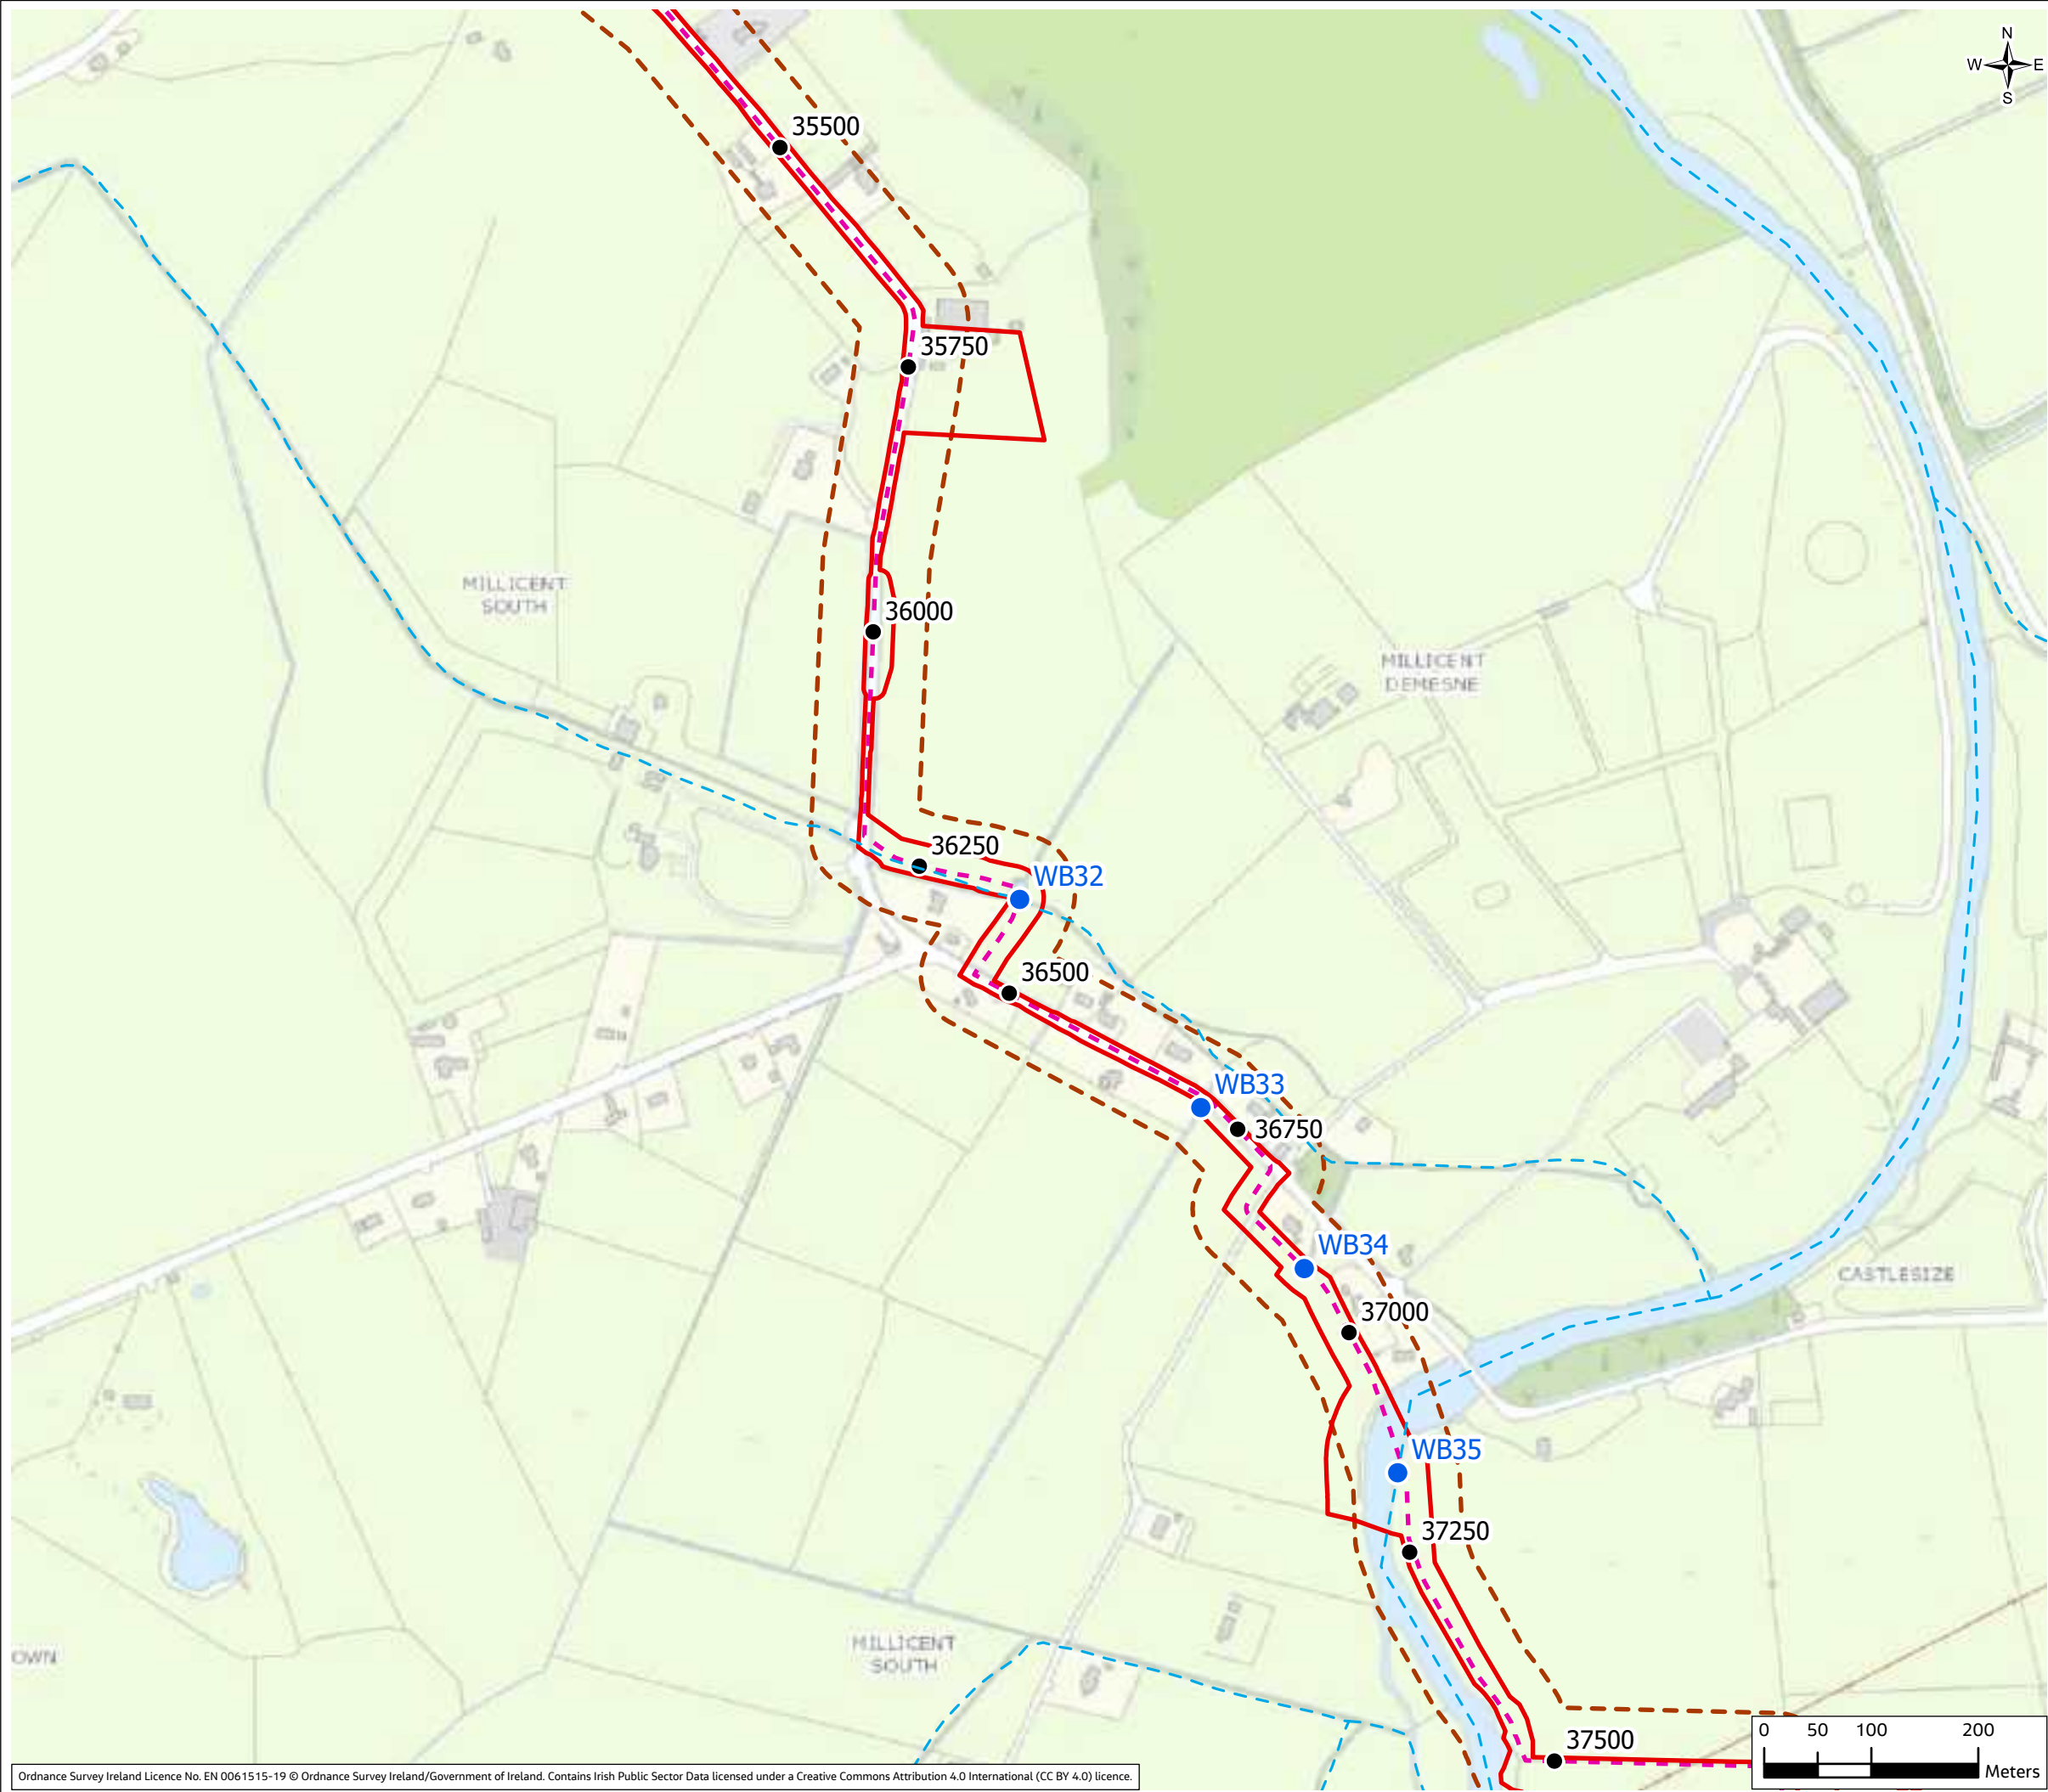 N
W E
S
35500
35750
MILLICENT
SOUTH
36000
MILLICENT
DEMESNE
36250
WB32
36500
WB33
36750
WB34
CASTLESIZE
37000
WB35
37250
MILLICENT
SOUTH
OWN
37500
0 50 100 200
Meters
Ordnance Survey Ireland Licence No. EN 0061515-19 © Ordnance Survey Ireland/Government of Ireland. Contains Irish Public Sector Data licensed under a Creative Commons Attribution 4.0 International (CC BY 4.0) licence.